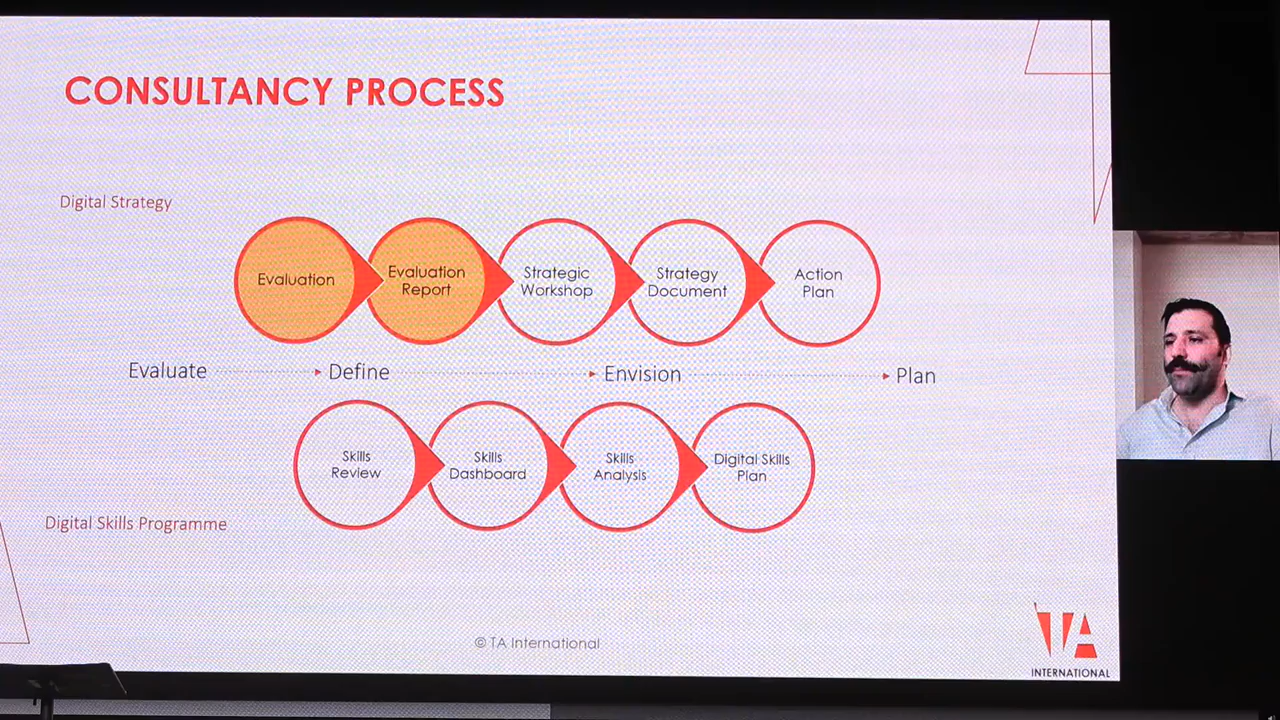 CONSULTANCY PROCESS
Digital Strategy
Evaluation
Evaluation
Report
Strategic
Workshop
Strategy
Document
Action
Plan
Evaluate
Define
Envision
Plan
Skills
Review
Skills
Dashboard
Skills
Analysis
Digital Skills
Plan
Digital Skills Programme
© TA International
TA
INTERNATIONAL